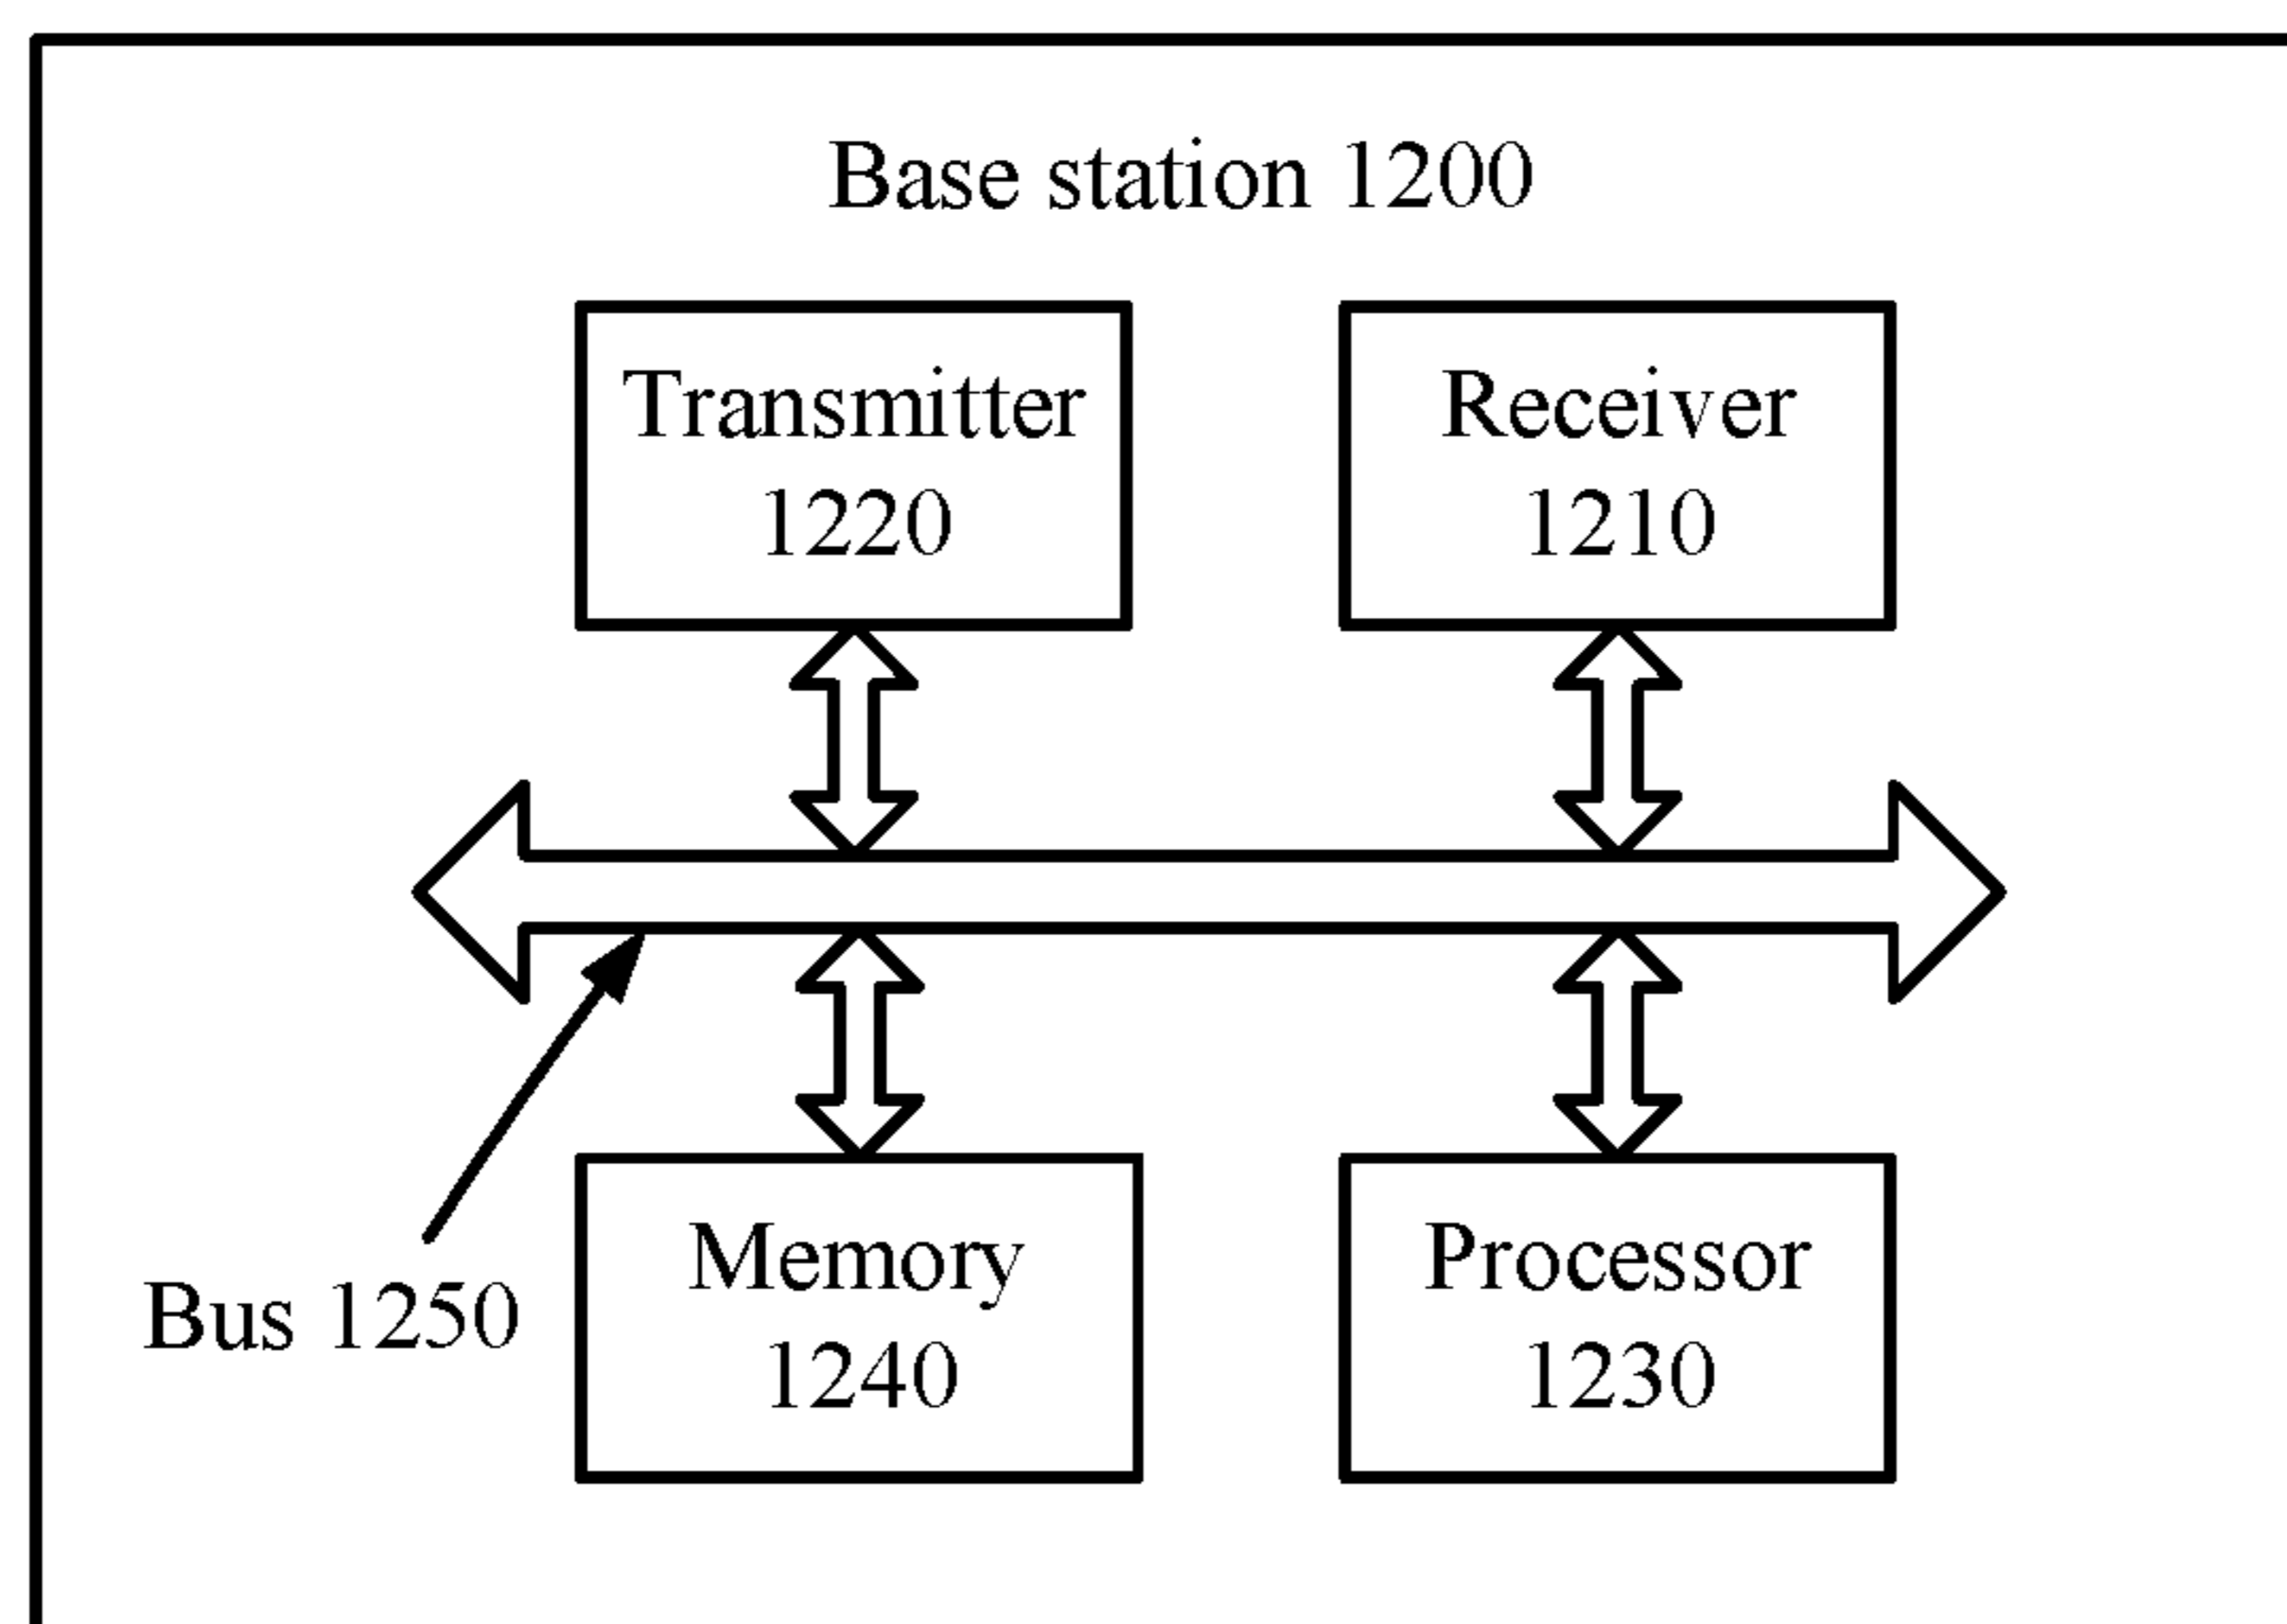 Base station 1200
Transmitter
1220
Receiver
1210
Bus 1250
Memory
1240
Processor
1230